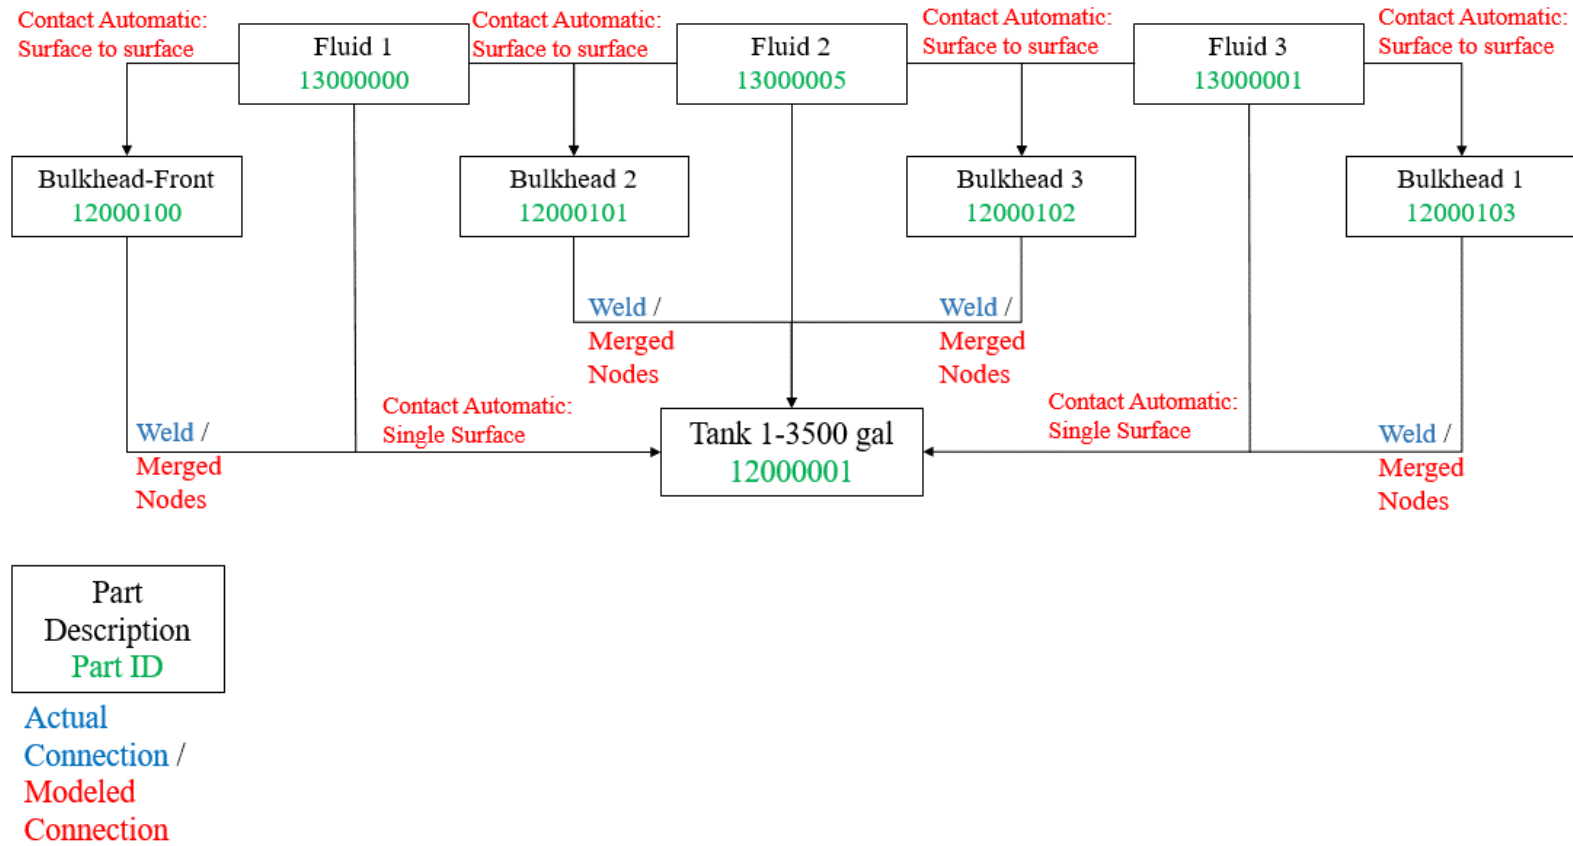 Contact Automatic:
Surface to surface
Fluid 1
13000000
Contact Automatic:
Surface to surface
Fluid 2
13000005
Contact Automatic:
Surface to surface
Fluid 3
13000001
Contact Automatic:
Surface to surface
Bulkhead-Front
12000100
Bulkhead 2
12000101
Bulkhead 3
12000102
Bulkhead 1
12000103
Weld /
Merged
Nodes
Weld /
Merged
Nodes
Weld /
Merged
Nodes
Contact Automatic:
Single Surface
Tank 1-3500 gal
12000001
Contact Automatic:
Single Surface
Weld /
Merged
Nodes
Part
Description
Part ID
Actual
Connection /
Modeled
Connection